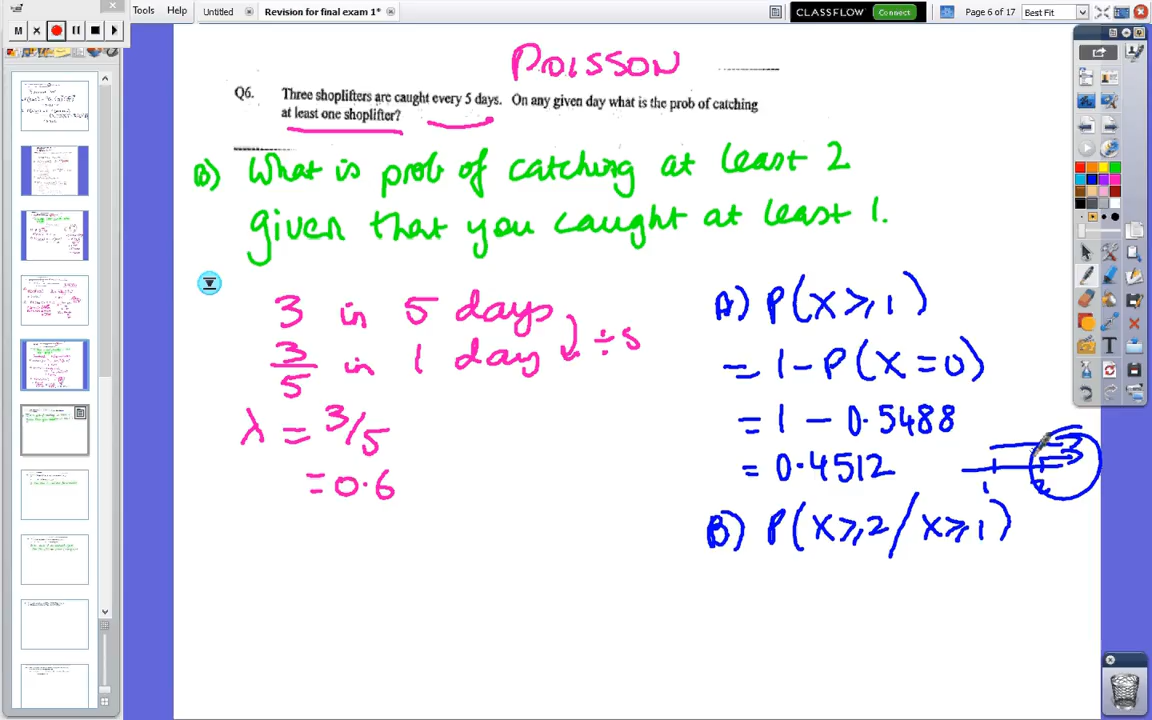 Tools Help Untitled Revision for final exam 1* CLASSFLOW Connect Page 6 of 17 Best Fit
POISSON
Q6. Three shoplifters are caught every 5 days. On any given day what is the prob of catching
at least one shoplifter?
B) What is prob of catching at least 2
given that you caught at least 1.
3 in 5 days
3/5 in 1 day ÷5
λ = 3/5
= 0.6
A) P(X ≥ 1)
= 1 - P(X = 0)
= 1 - 0.5488
= 0.4512
1 2
B) P(X ≥ 2 / X ≥ 1)